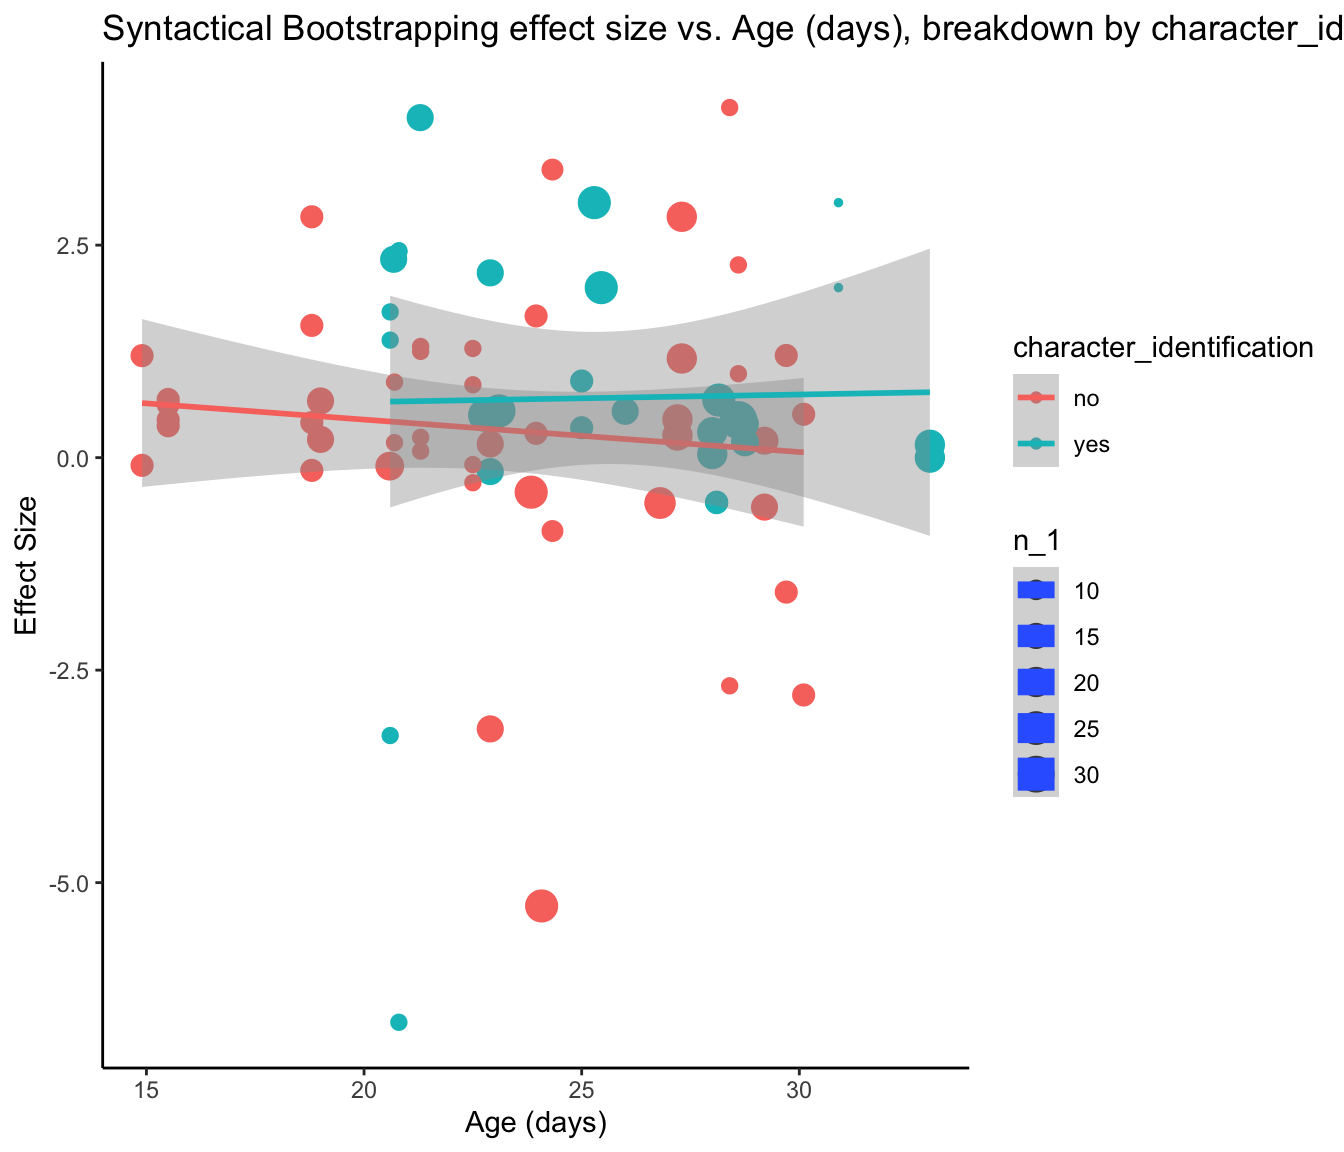 Syntactical Bootstrapping effect size vs. Age (days), breakdown by character_id
2.5
0.0
-2.5
-5.0
Effect Size
15
20
25
30
Age (days)
character_identification
no
yes
n_1
10
15
20
25
30